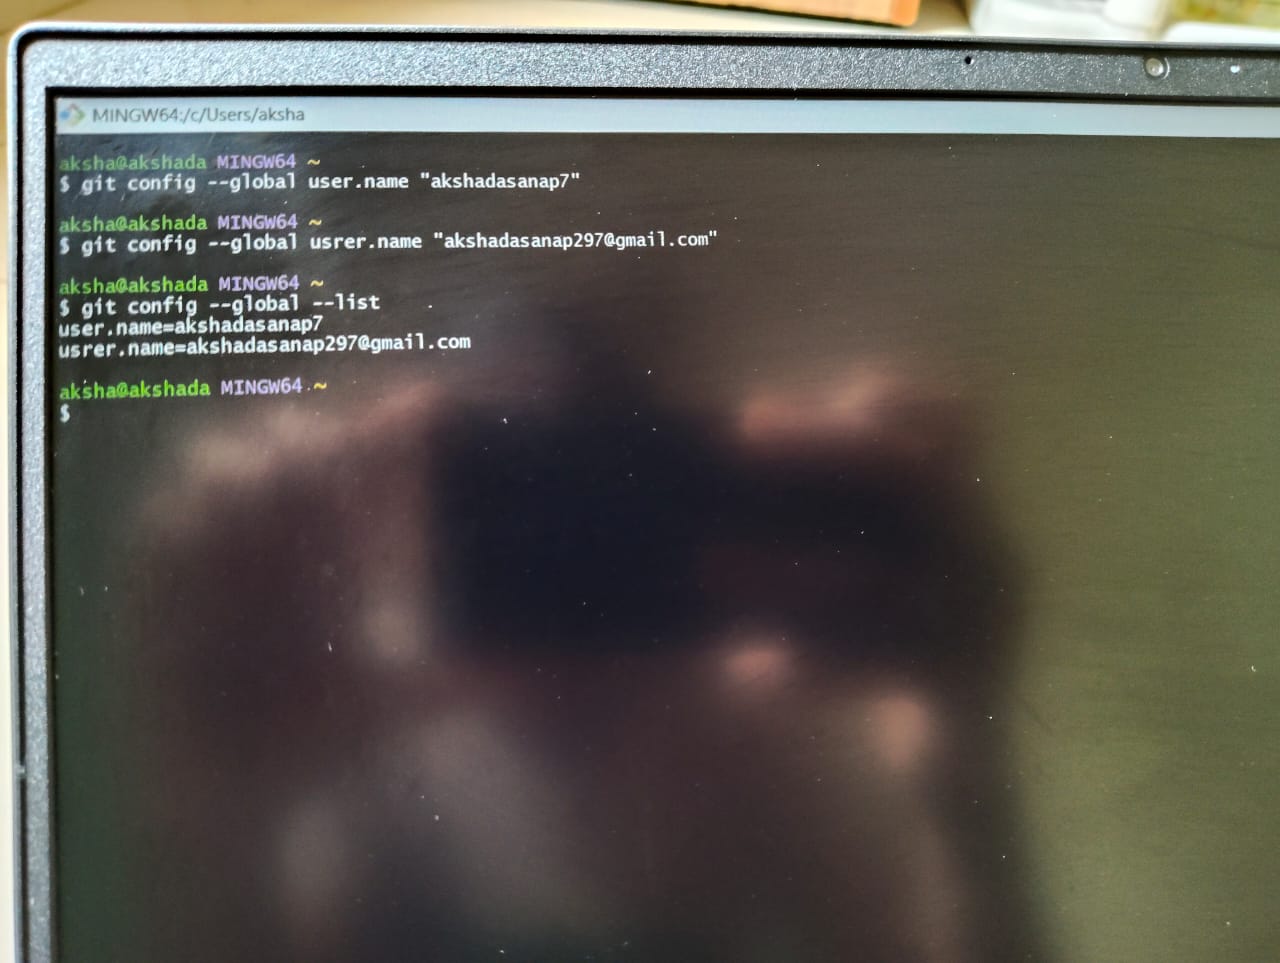 MINGW64:/c/Users/aksha
aksha@akshada MINGW64 ~
$ git config --global user.name "akshadasanap7"
aksha@akshada MINGW64 ~
$ git config --global usrer.name "akshadasanap297@gmail.com"
aksha@akshada MINGW64 ~
$ git config --global --list
user.name=akshadasanap7
usrer.name=akshadasanap297@gmail.com
aksha@akshada MINGW64 ~
$